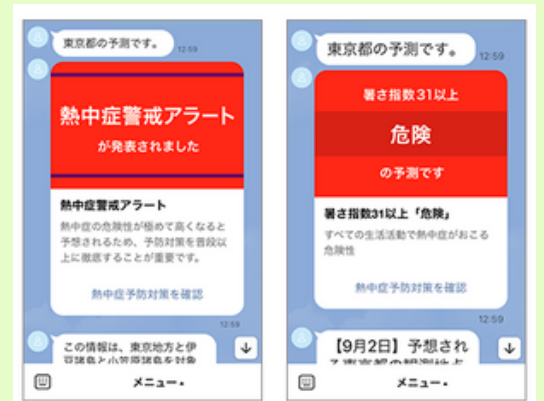 東京都の予測です。
12:59
熱中症警戒アラート
が発表されました
熱中症警戒アラート
熱中症の危険性が極めて高くなると
予想されるため、予防対策を普段以
上に徹底することが重要です。
熱中症予防対策を確認
12:59
この情報は、東京地方と伊
豆諸島と小笠原諸島を対象
メニュー▲
東京都の予測です。
12:59
暑さ指数31以上
危険
の予測です
暑さ指数31以上「危険」
すべての生活活動で熱中症がおこる
危険性
熱中症予防対策を確認
12:59
【9月2日】予想され
る東京都の観測地点
メニュー▲